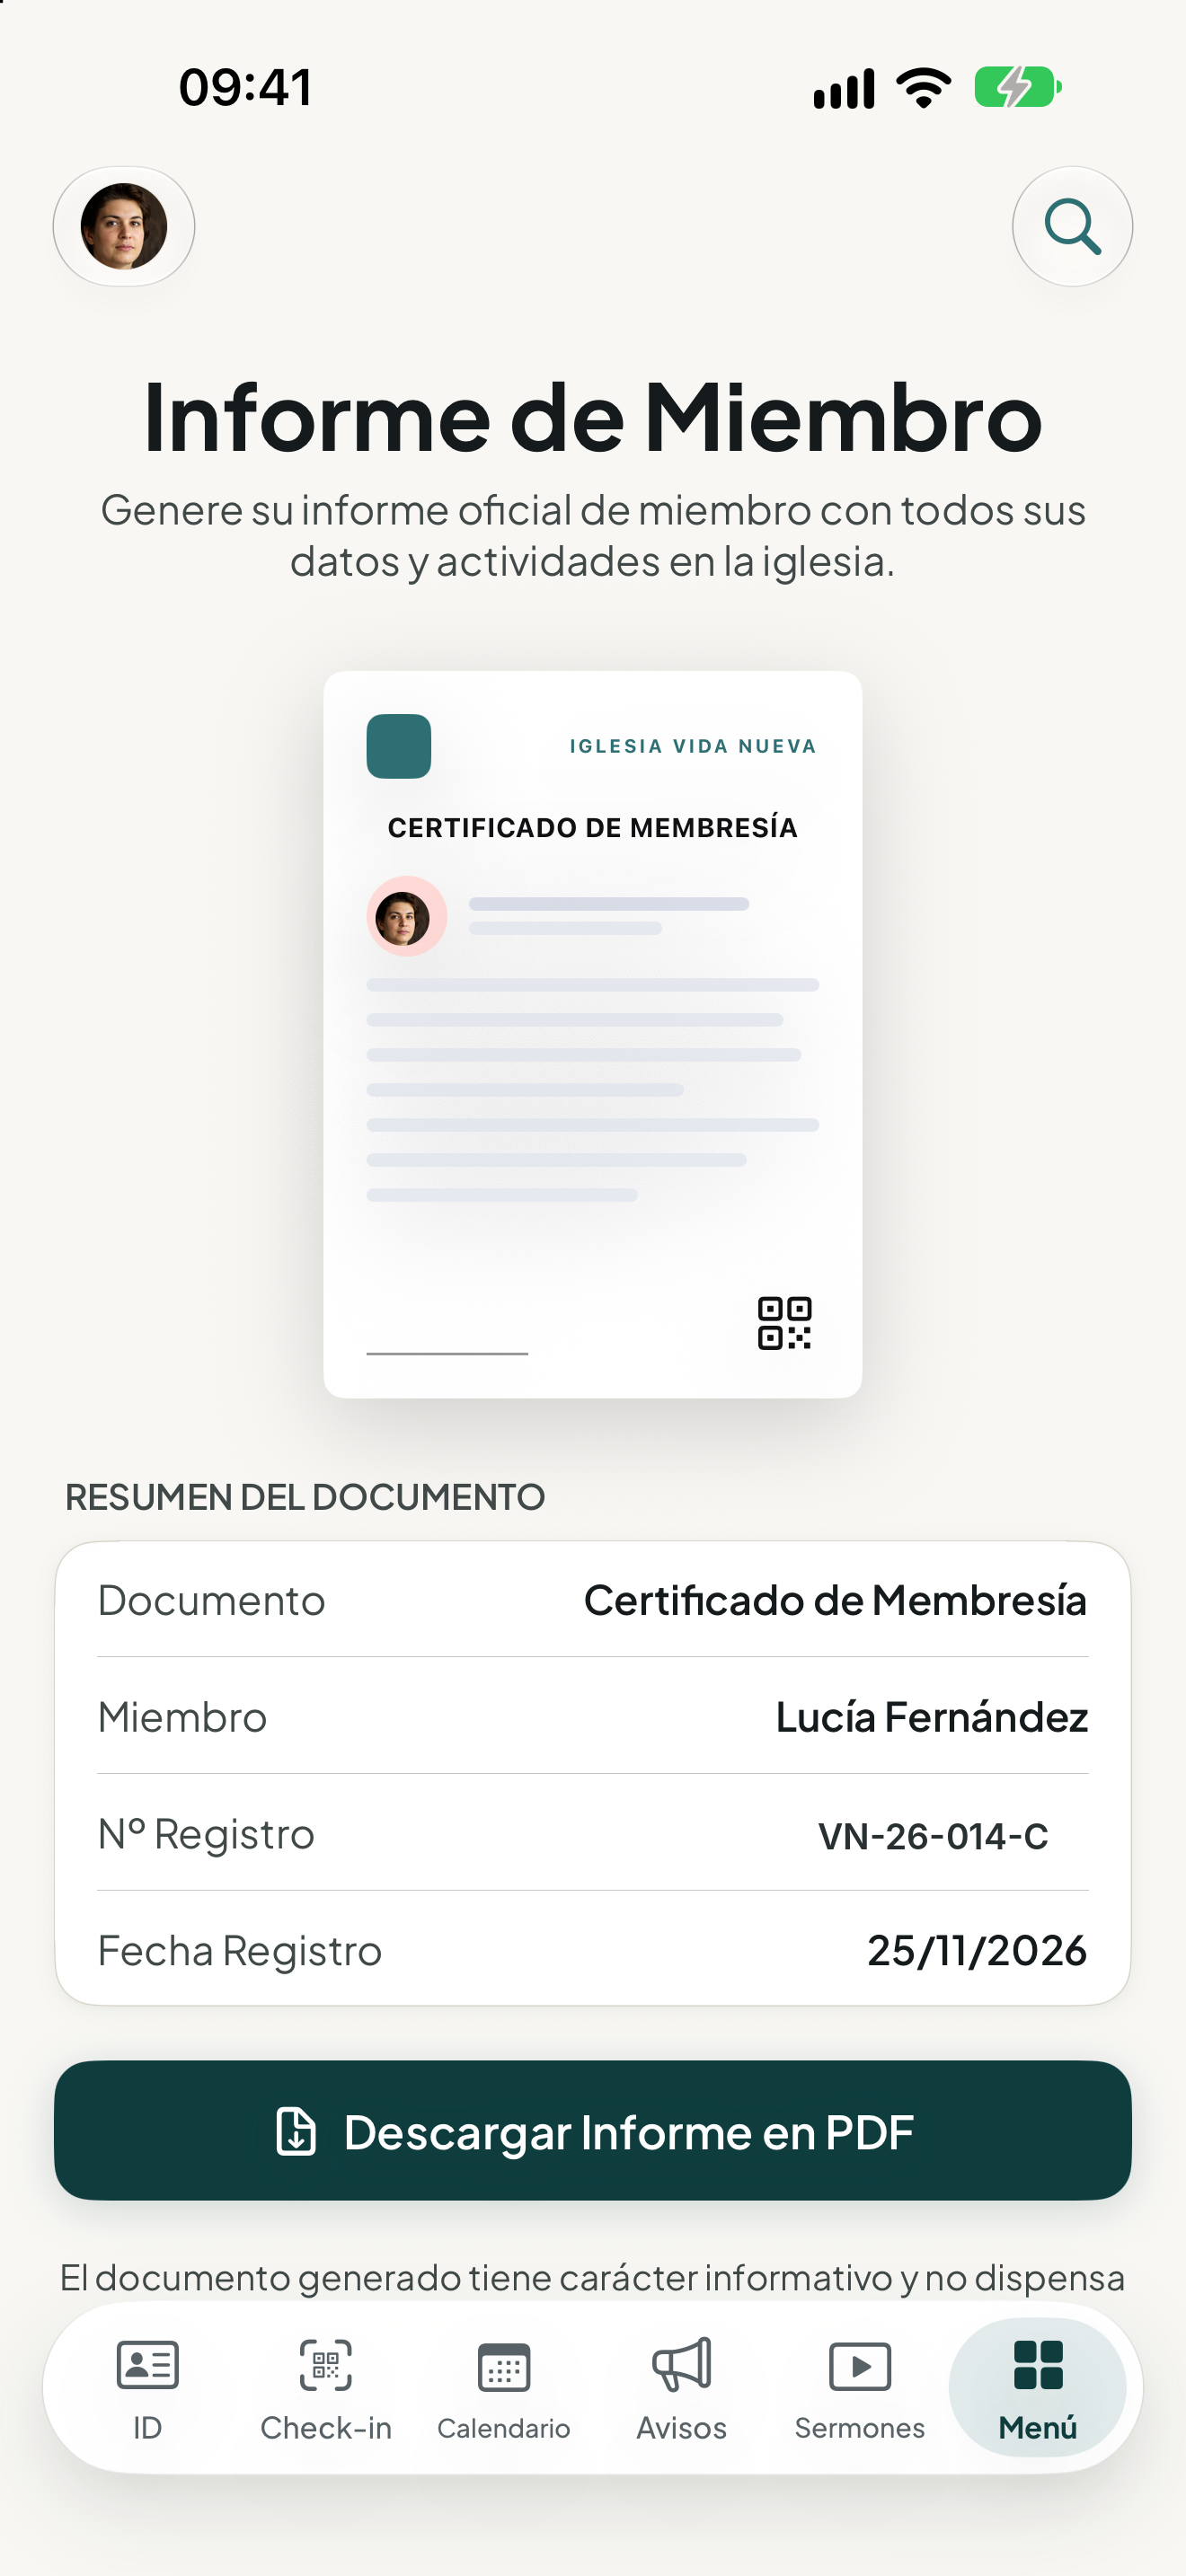 09:41
Informe de Miembro
Genere su informe oficial de miembro con todos sus
datos y actividades en la iglesia.
IGLESIA VIDA NUEVA
CERTIFICADO DE MEMBRESÍA
RESUMEN DEL DOCUMENTO
Documento Certificado de Membresía
Miembro Lucía Fernández
Nº Registro VN-26-014-C
Fecha Registro 25/11/2026
Descargar Informe en PDF
El documento generado tiene carácter informativo y no dispensa
ID Check-in Calendario Avisos Sermones Menú